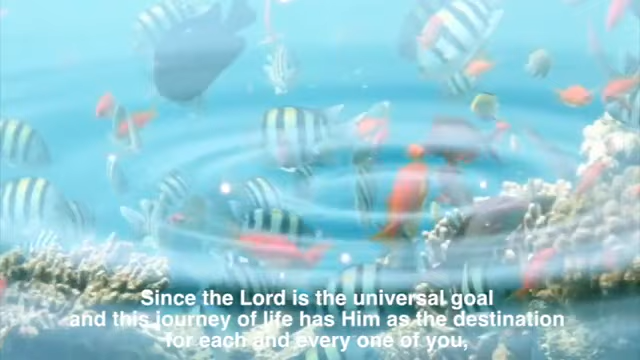 Since the Lord is the universal goal
and this journey of life has Him as the destination
for each and every one of you,